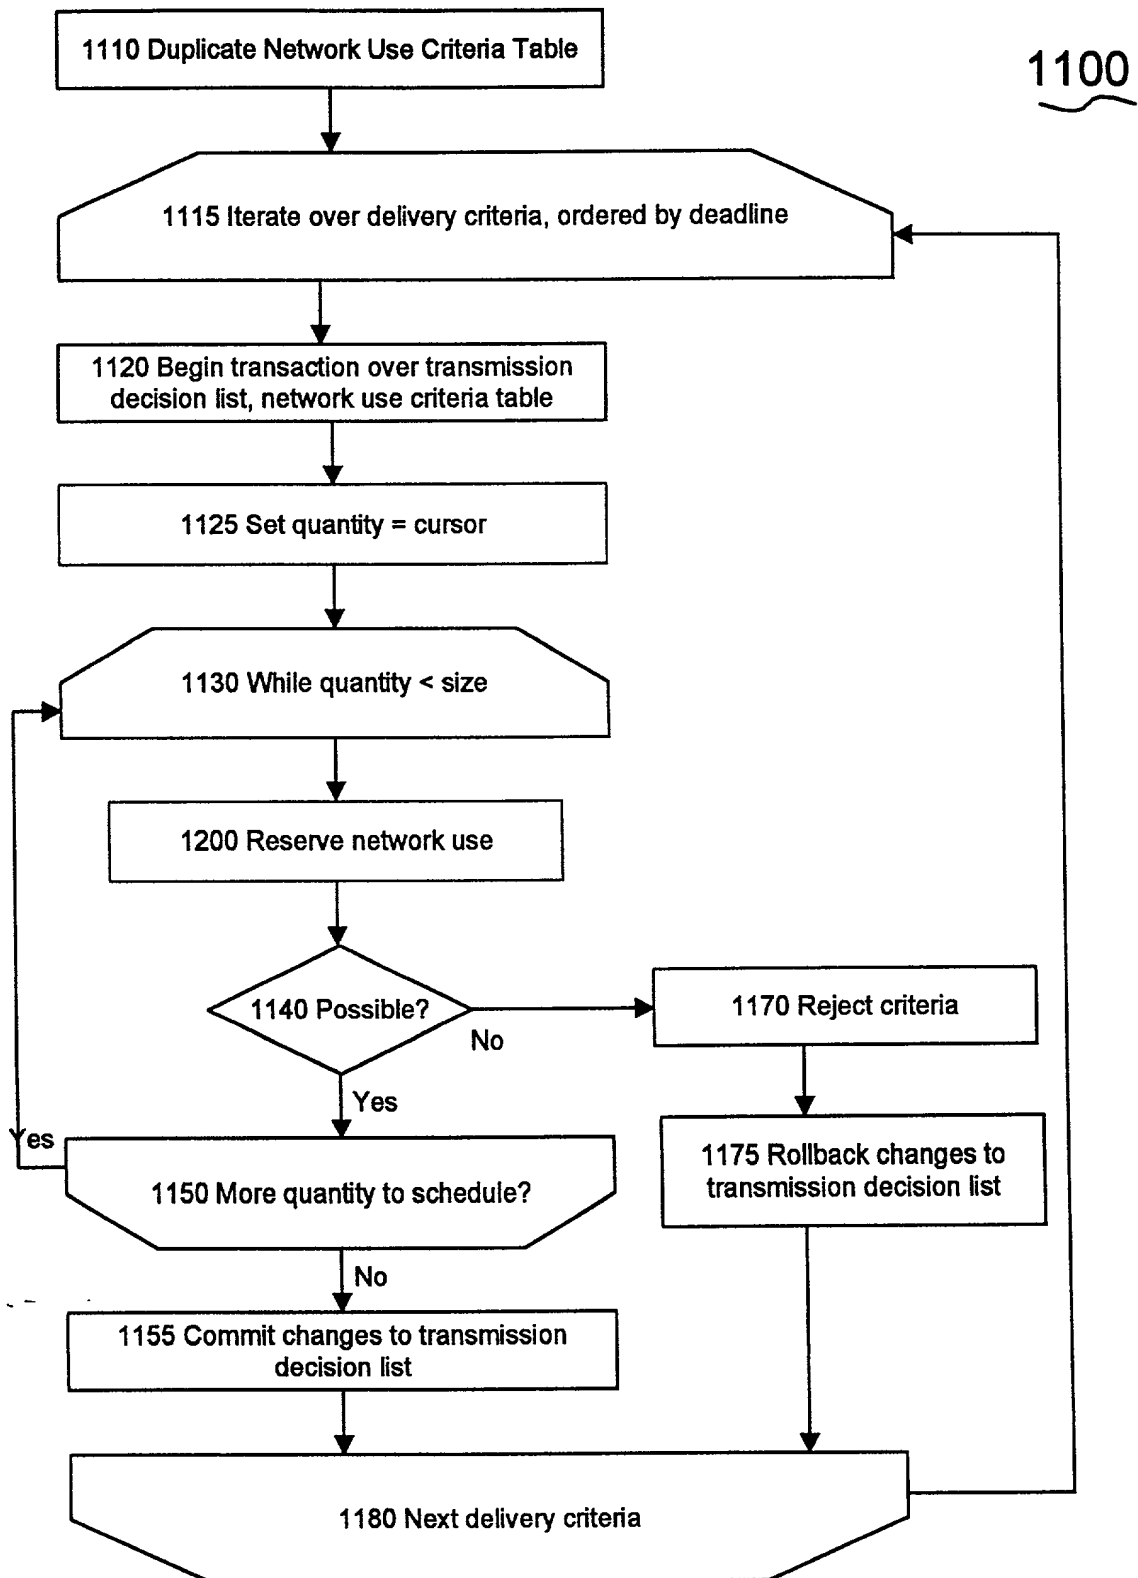 1110 Duplicate Network Use Criteria Table
1100
1115 Iterate over delivery criteria, ordered by deadline
1120 Begin transaction over transmission
decision list, network use criteria table
1125 Set quantity = cursor
1130 While quantity < size
1200 Reserve network use
1140 Possible?
No
1170 Reject criteria
Yes
Yes
1150 More quantity to schedule?
1175 Rollback changes to
transmission decision list
No
1155 Commit changes to transmission
decision list
1180 Next delivery criteria